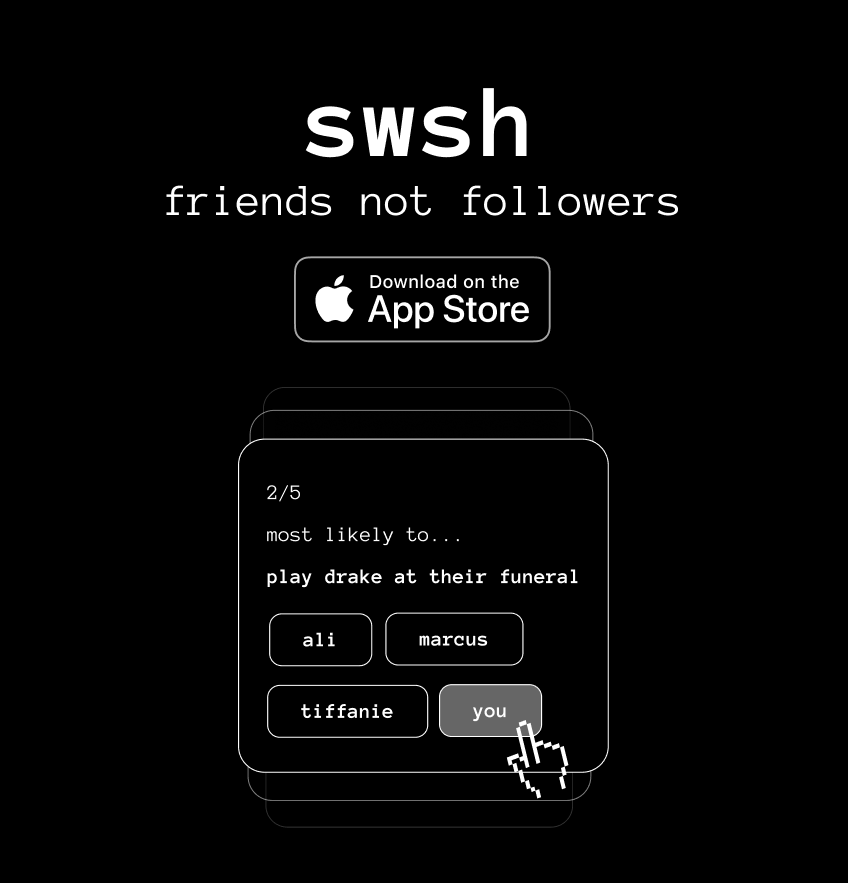 swsh
friends not followers
Download on the
App Store
2/5
most likely to...
play drake at their funeral
ali
marcus
tiffanie
you